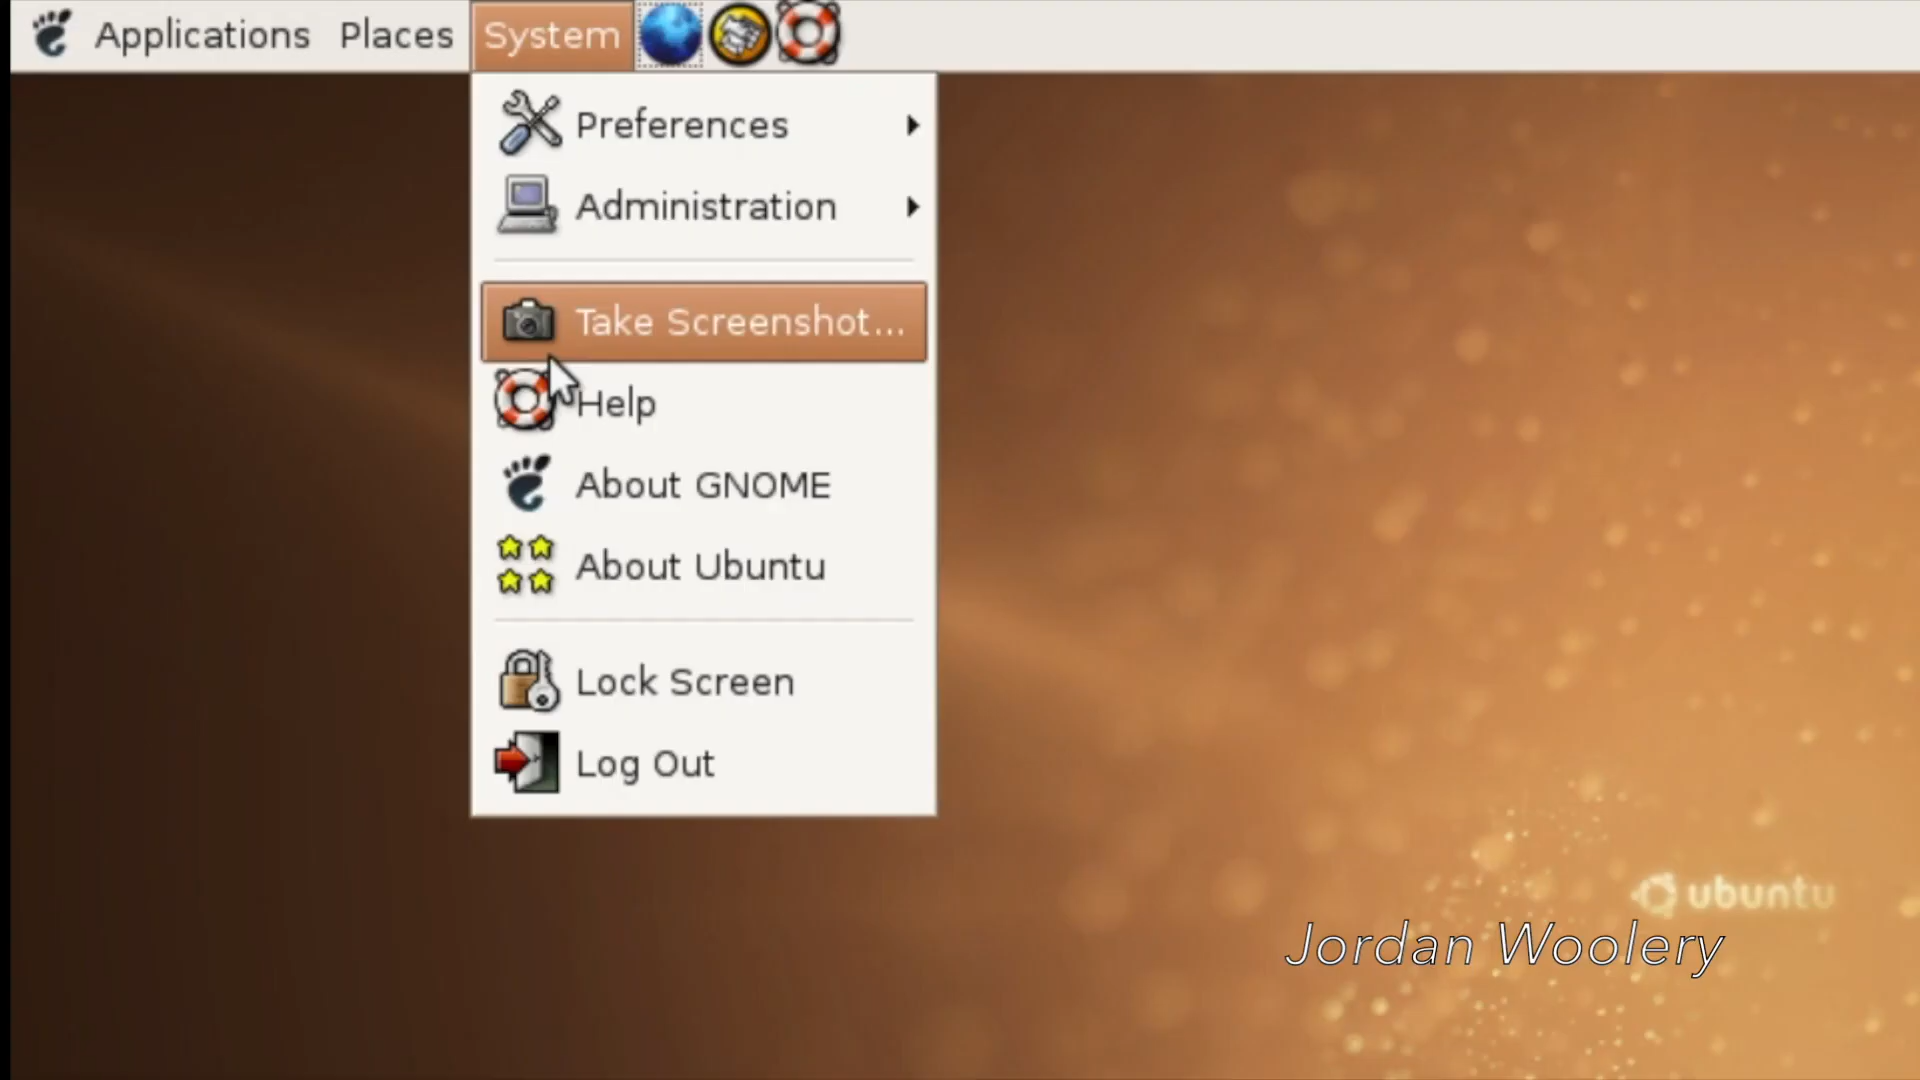 Applications Places System
Preferences
Administration
Take Screenshot...
Help
About GNOME
About Ubuntu
Lock Screen
Log Out
ubuntu
Jordan Woolery